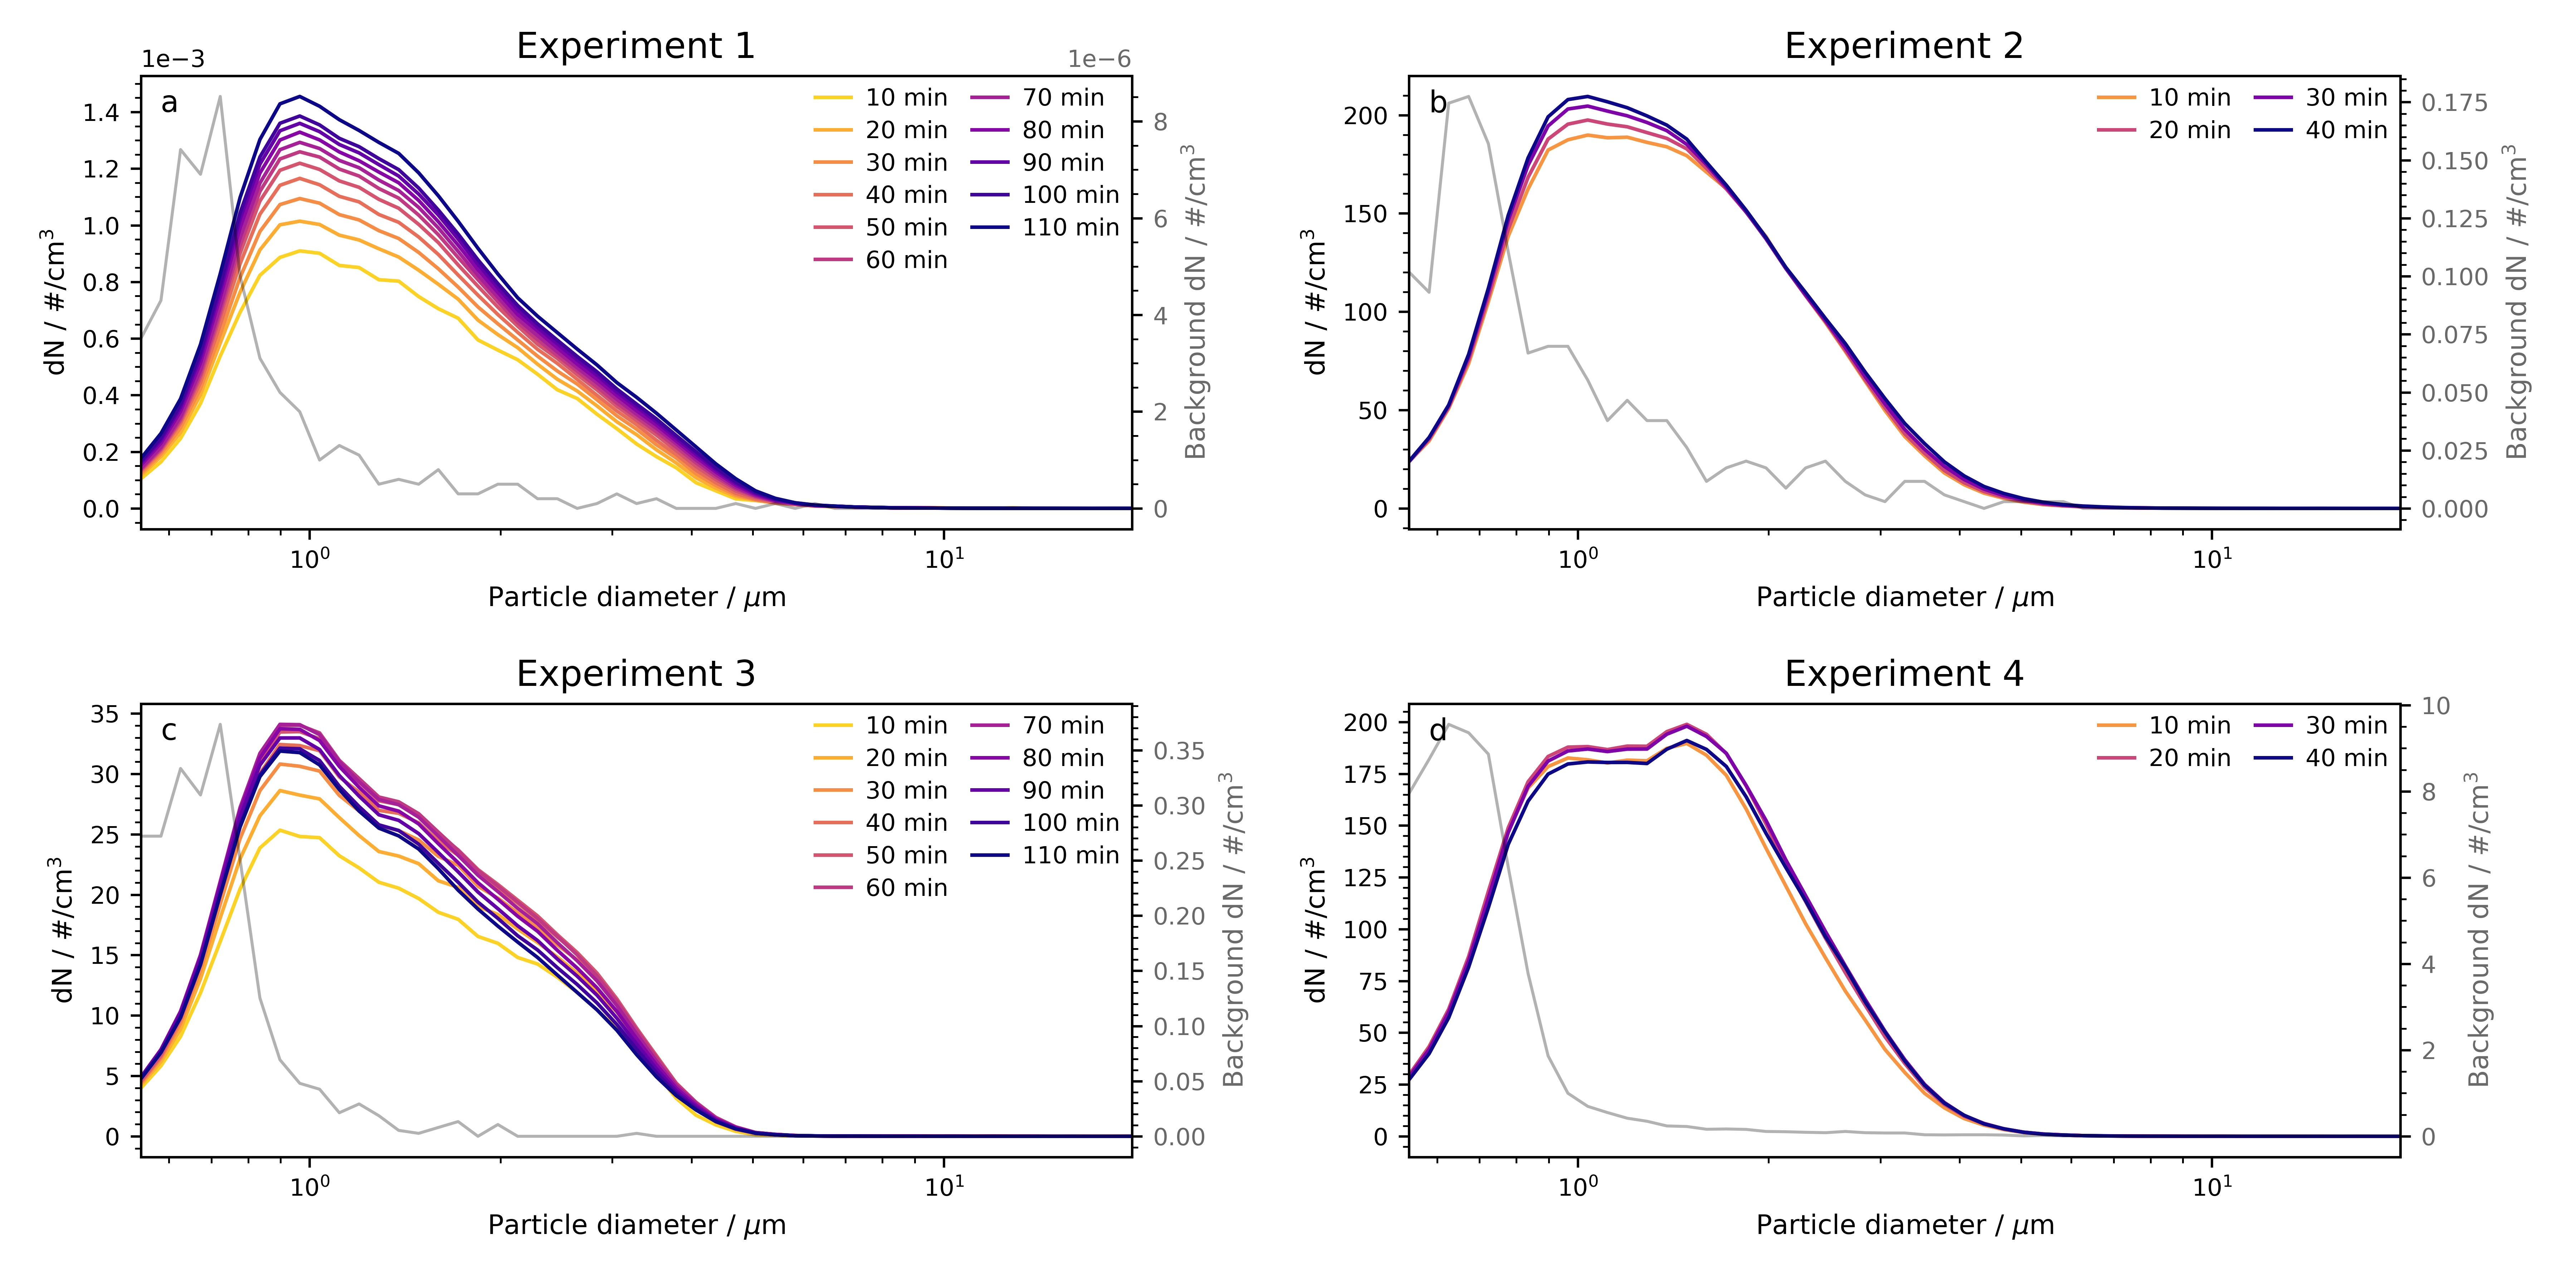 Experiment 1
1e−3
1e−6
a
10 min
20 min
30 min
40 min
50 min
60 min
70 min
80 min
90 min
100 min
110 min
1.4
1.2
1.0
0.8
0.6
0.4
0.2
0.0
dN / #/cm³
8
6
4
2
0
Background dN / #/cm³
10⁰
10¹
Particle diameter / μm
Experiment 2
b
10 min
20 min
30 min
40 min
200
150
100
50
0
dN / #/cm³
0.175
0.150
0.125
0.100
0.075
0.050
0.025
0.000
Background dN / #/cm³
10⁰
10¹
Particle diameter / μm
Experiment 3
c
10 min
20 min
30 min
40 min
50 min
60 min
70 min
80 min
90 min
100 min
110 min
35
30
25
20
15
10
5
0
dN / #/cm³
0.35
0.30
0.25
0.20
0.15
0.10
0.05
0.00
Background dN / #/cm³
10⁰
10¹
Particle diameter / μm
Experiment 4
d
10 min
20 min
30 min
40 min
200
175
150
125
100
75
50
25
0
dN / #/cm³
10
8
6
4
2
0
Background dN / #/cm³
10⁰
10¹
Particle diameter / μm